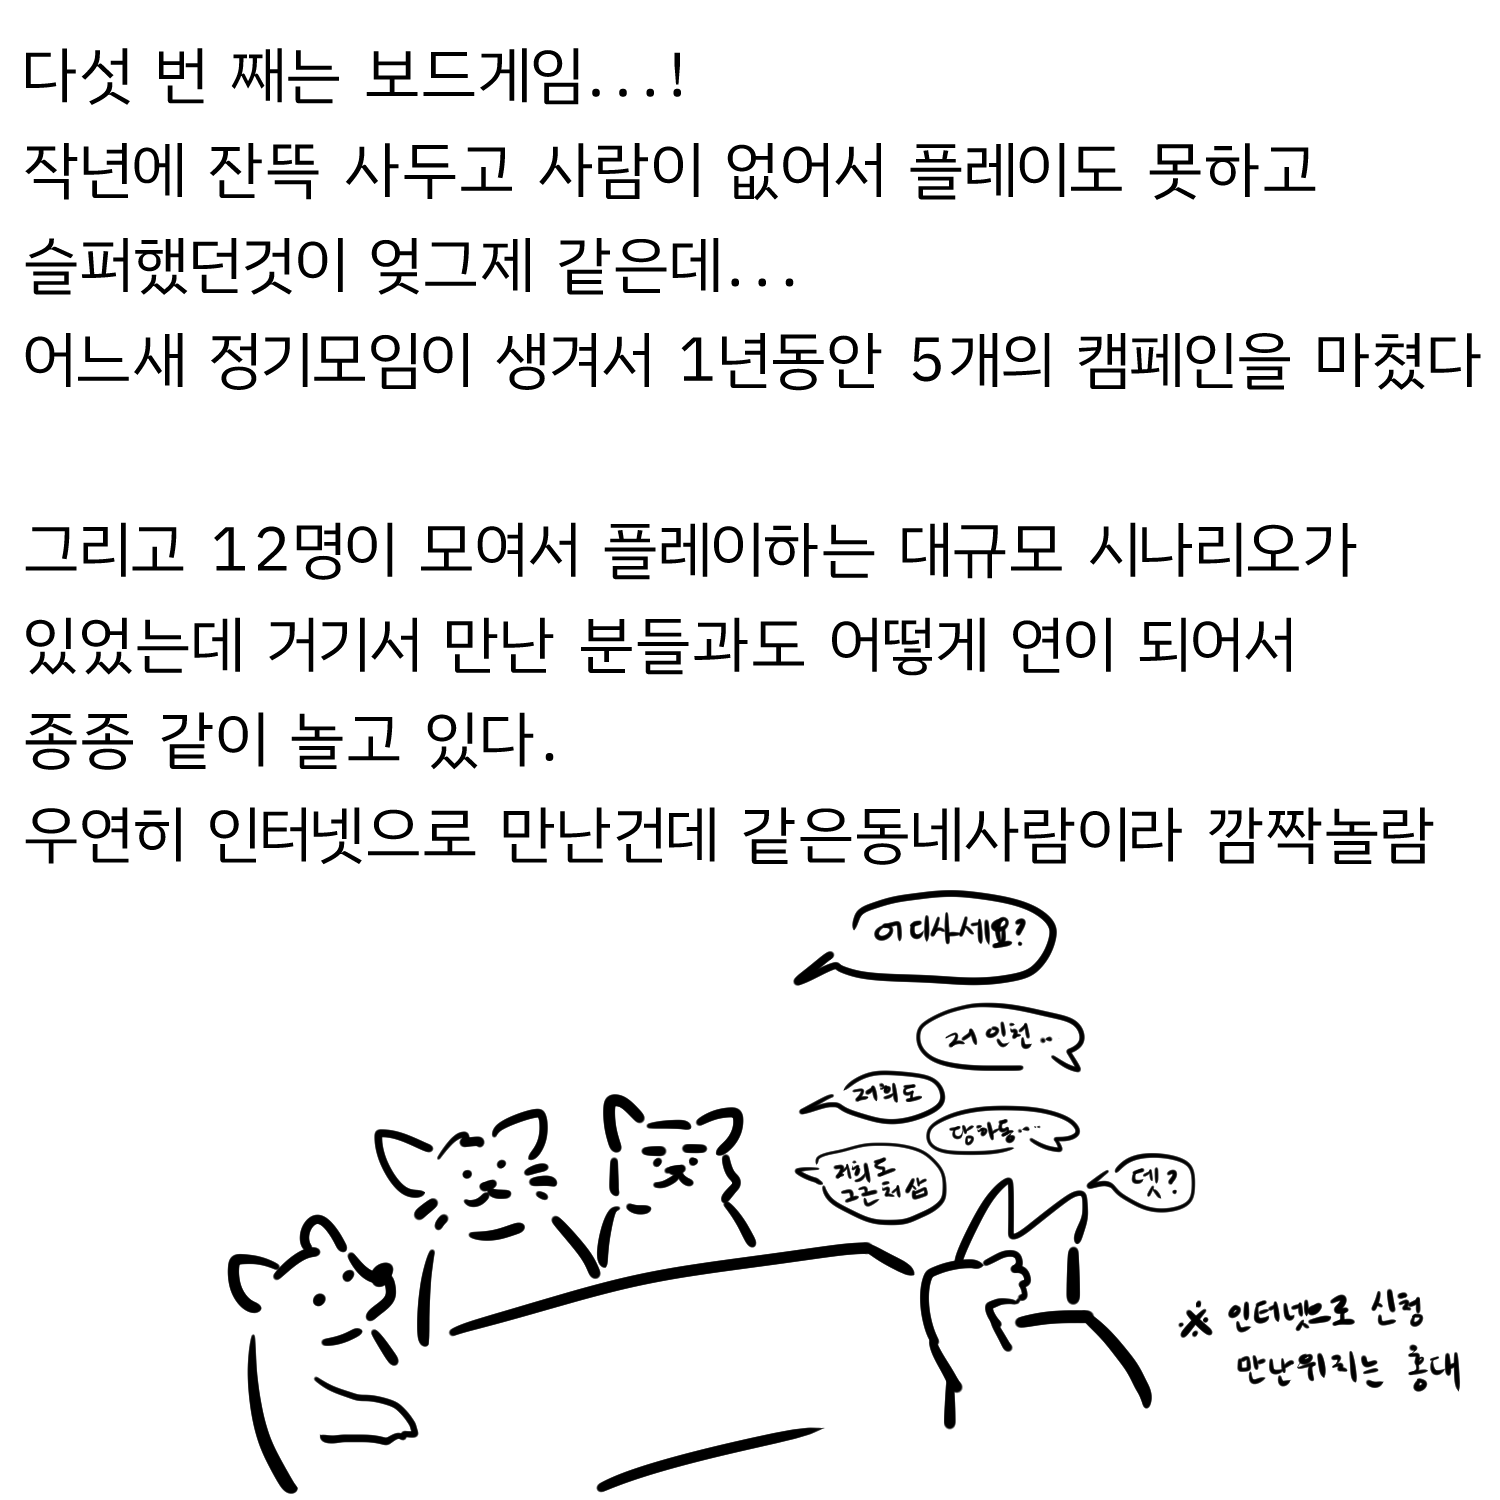 다섯 번 째는 보드게임...!
작년에 잔뜩 사두고 사람이 없어서 플레이도 못하고
슬퍼했던것이 엊그제 같은데...
어느새 정기모임이 생겨서 1년동안 5개의 캠페인을 마쳤다
그리고 12명이 모여서 플레이하는 대규모 시나리오가
있었는데 거기서 만난 분들과도 어떻게 연이 되어서
종종 같이 놀고 있다.
우연히 인터넷으로 만난건데 같은동네사람이라 깜짝놀람
어디사세요?
저 인천..
저희도
당하동...
저희도
그근처 삼
뎃?
※ 인터넷으로 신청
만난위치는 홍대